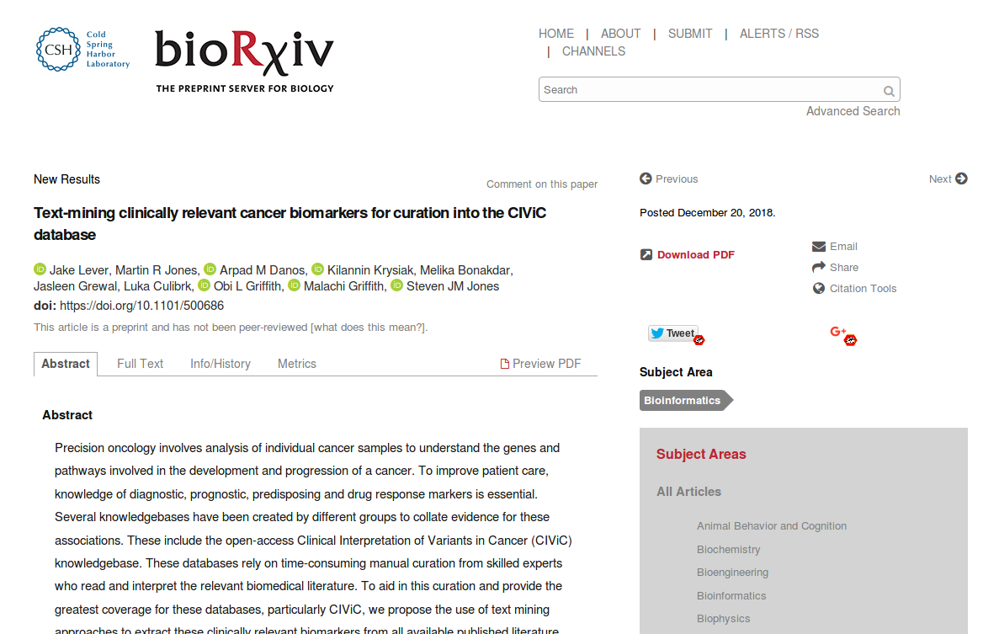 Cold
Spring
Harbor
Laboratory
CSH
bioRχiv
THE PREPRINT SERVER FOR BIOLOGY
HOME | ABOUT | SUBMIT | ALERTS / RSS
| CHANNELS
Search
Advanced Search
New Results
Comment on this paper
Text-mining clinically relevant cancer biomarkers for curation into the CIViC
database
iD Jake Lever, Martin R Jones, iD Arpad M Danos, iD Kilannin Krysiak, Melika Bonakdar,
Jasleen Grewal, Luka Culibrk, iD Obi L Griffith, iD Malachi Griffith, iD Steven JM Jones
doi: https://doi.org/10.1101/500686
This article is a preprint and has not been peer-reviewed [what does this mean?].
Abstract Full Text Info/History Metrics Preview PDF
Abstract
Precision oncology involves analysis of individual cancer samples to understand the genes and
pathways involved in the development and progression of a cancer. To improve patient care,
knowledge of diagnostic, prognostic, predisposing and drug response markers is essential.
Several knowledgebases have been created by different groups to collate evidence for these
associations. These include the open-access Clinical Interpretation of Variants in Cancer (CIViC)
knowledgebase. These databases rely on time-consuming manual curation from skilled experts
who read and interpret the relevant biomedical literature. To aid in this curation and provide the
greatest coverage for these databases, particularly CIViC, we propose the use of text mining
approaches to extract these clinically relevant biomarkers from all available published literature.
Previous Next
Posted December 20, 2018.
Download PDF
Email
Share
Citation Tools
Tweet
G+
Subject Area
Bioinformatics
Subject Areas
All Articles
Animal Behavior and Cognition
Biochemistry
Bioengineering
Bioinformatics
Biophysics